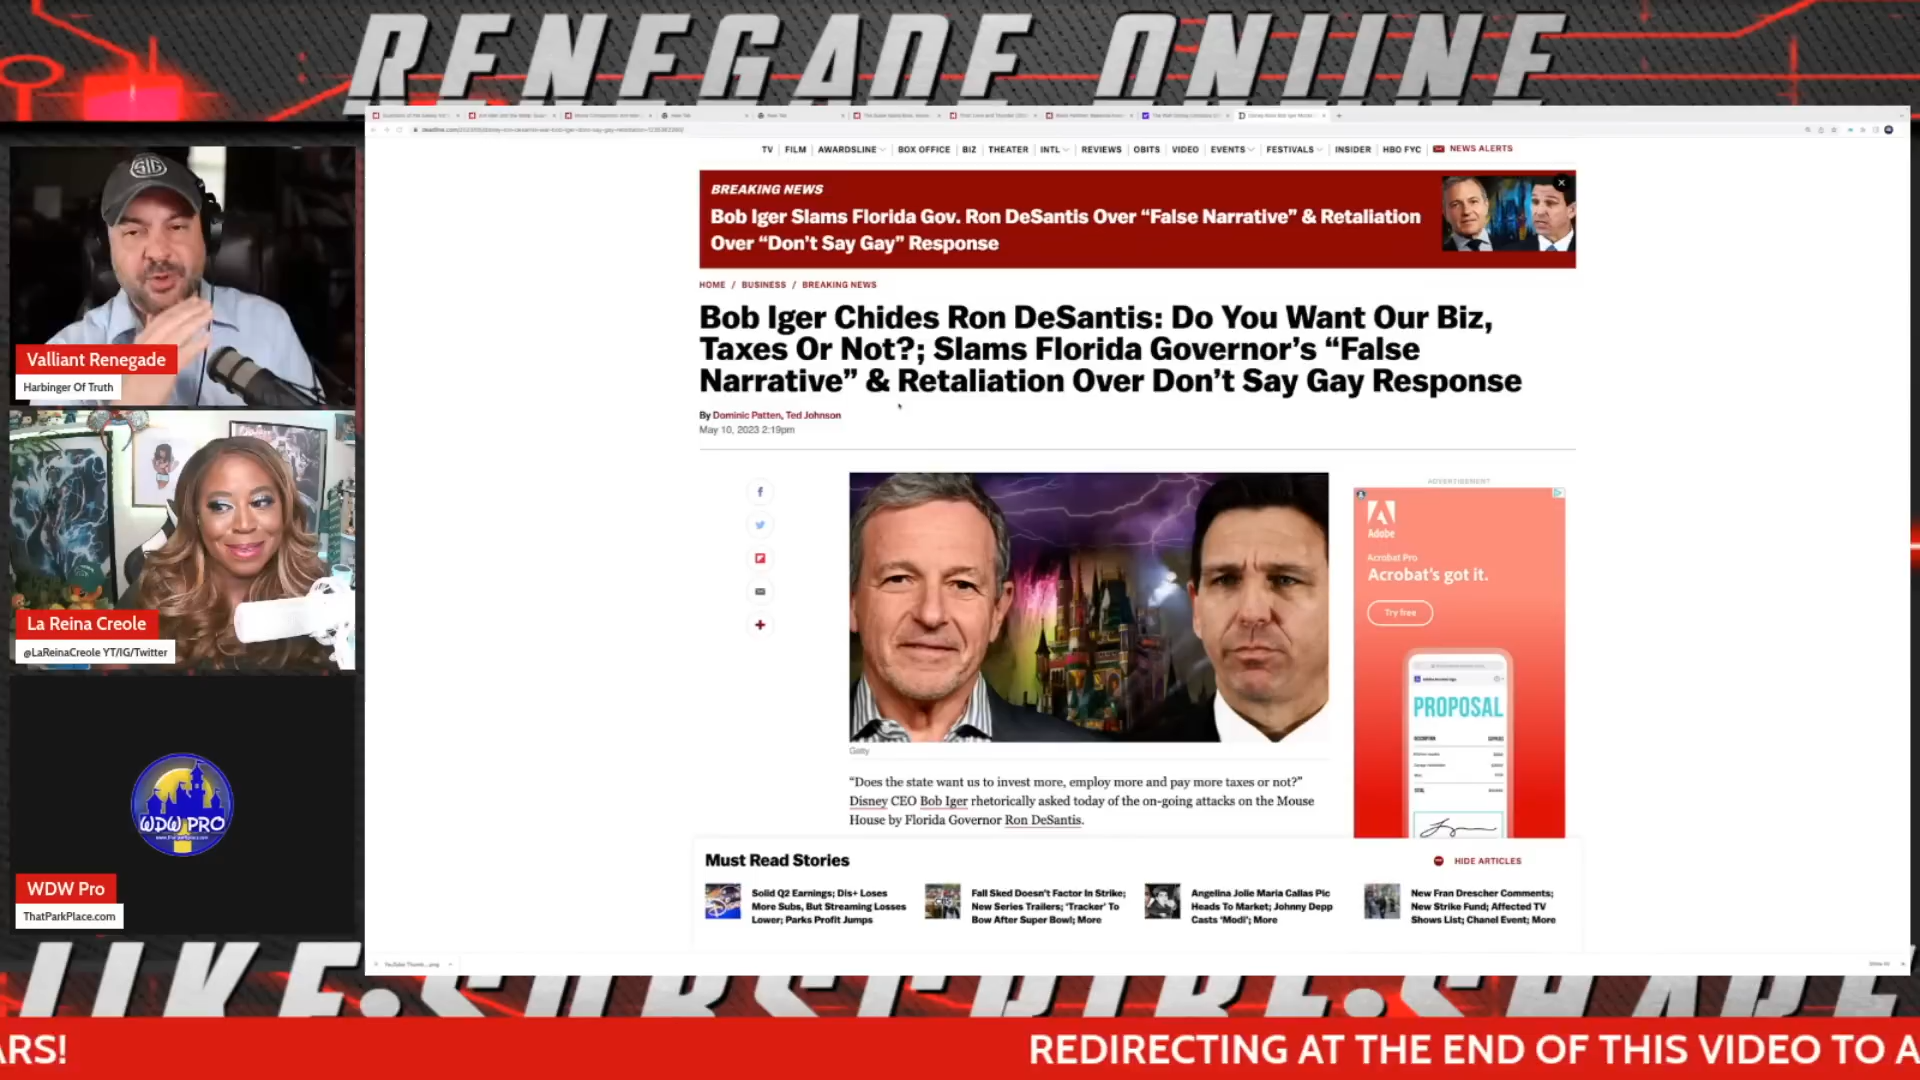 RENEGADE ONLINE
TV | FILM | AWARDSLINE | BOX OFFICE | BIZ | THEATER | INTL | REVIEWS | OBITS | VIDEO | EVENTS | FESTIVALS | INSIDER | HBO FYC | NEWS ALERTS
BREAKING NEWS
Bob Iger Slams Florida Gov. Ron DeSantis Over “False Narrative” & Retaliation
Over “Don’t Say Gay” Response
HOME / BUSINESS / BREAKING NEWS
Bob Iger Chides Ron DeSantis: Do You Want Our Biz,
Taxes Or Not?; Slams Florida Governor’s “False
Narrative” & Retaliation Over Don’t Say Gay Response
By Dominic Patten, Ted Johnson
May 10, 2023 2:19pm
ADVERTISEMENT
Adobe
Acrobat Pro
Acrobat’s got it.
Try free
PROPOSAL
Getty
“Does the state want us to invest more, employ more and pay more taxes or not?”
Disney CEO Bob Iger rhetorically asked today of the on-going attacks on the Mouse
House by Florida Governor Ron DeSantis.
Must Read Stories
HIDE ARTICLES
Solid Q2 Earnings; Dis+ Loses
More Subs, But Streaming Losses
Lower; Parks Profit Jumps
Fall Sked Doesn’t Factor In Strike;
New Series Trailers; ‘Tracker’ To
Bow After Super Bowl; More
Angelina Jolie Maria Callas Pic
Heads To Market; Johnny Depp
Casts ‘Modi’; More
New Fran Drescher Comments;
New Strike Fund; Affected TV
Shows List; Chanel Event; More
SIG
Valliant Renegade
Harbinger Of Truth
La Reina Creole
@LaReinaCreole YT/IG/Twitter
WDW PRO
WDW Pro
ThatParkPlace.com
LIKE•SUBSCRIBE•SHARE
ARS!
REDIRECTING AT THE END OF THIS VIDEO TO A